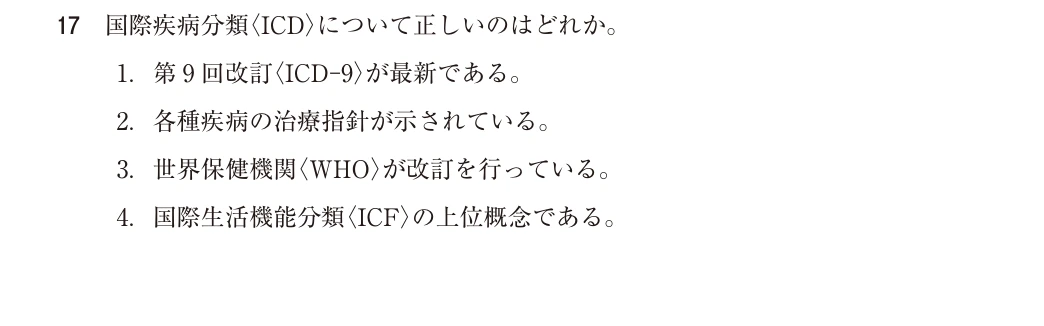 17 国際疾病分類〈ICD〉について正しいのはどれか。
1. 第 9 回改訂〈ICD-9〉が最新である。
2. 各種疾病の治療指針が示されている。
3. 世界保健機関〈WHO〉が改訂を行っている。
4. 国際生活機能分類〈ICF〉の上位概念である。